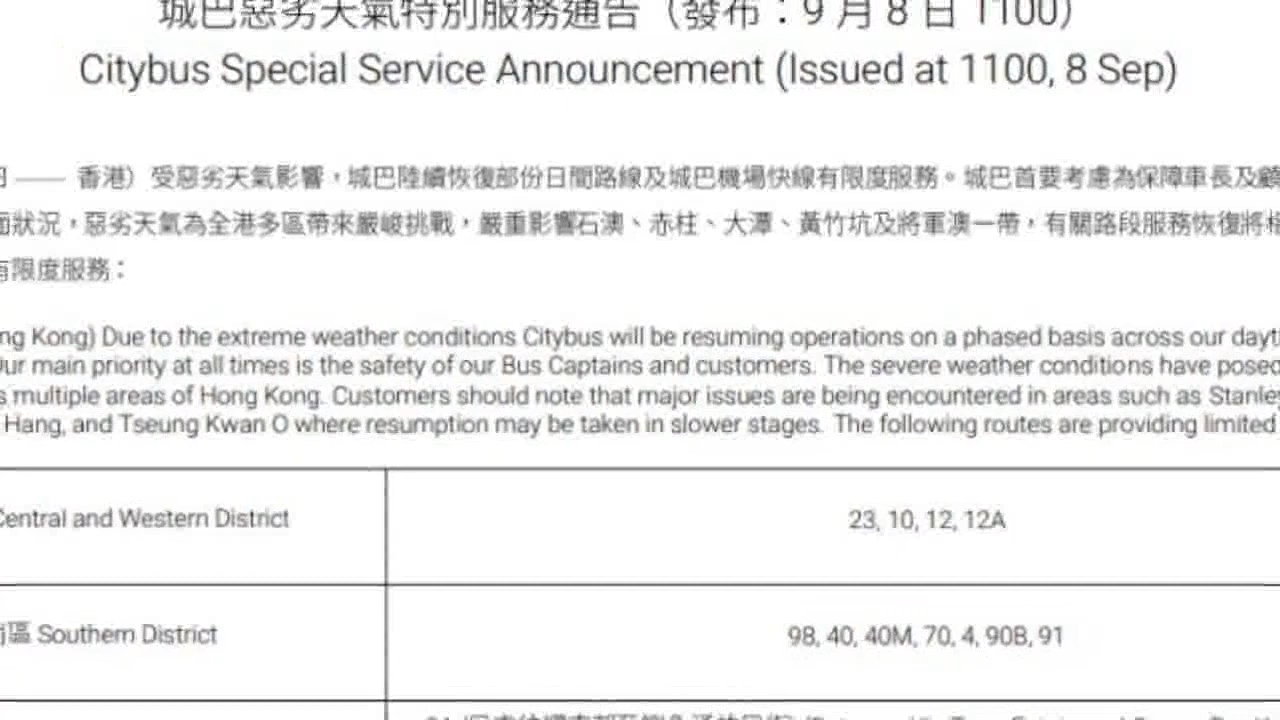 城巴惡劣天氣特別服務通告（發布：9 月 8 日 1100）
Citybus Special Service Announcement (Issued at 1100, 8 Sep)
—— 香港）受惡劣天氣影響，城巴陸續恢復部份日間路線及城巴機場快線有限度服務。城巴首要考慮為保障車長及顧
面狀況，惡劣天氣為全港多區帶來嚴峻挑戰，嚴重影響石澳、赤柱、大潭、黃竹坑及將軍澳一帶，有關路段服務恢復將
有限度服務：
ng Kong) Due to the extreme weather conditions Citybus will be resuming operations on a phased basis across our dayt
Our main priority at all times is the safety of our Bus Captains and customers. The severe weather conditions have posed
s multiple areas of Hong Kong. Customers should note that major issues are being encountered in areas such as Stanley
Hang, and Tseung Kwan O where resumption may be taken in slower stages. The following routes are providing limited
Central and Western District
23, 10, 12, 12A
區 Southern District
98, 40, 40M, 70, 4, 90B, 91